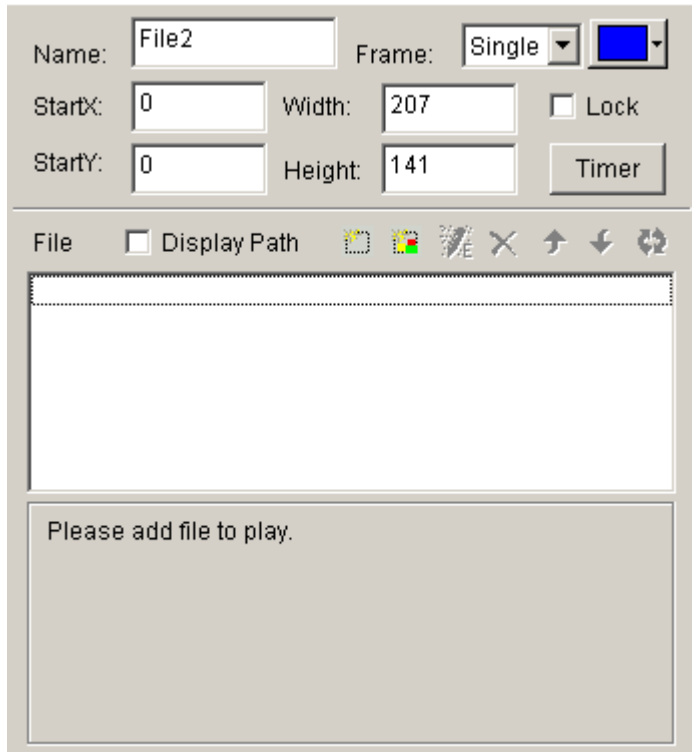 Name: File2 Frame: Single
StartX: 0 Width: 207 Lock
StartY: 0 Height: 141 Timer
File Display Path E
Please add file to play.